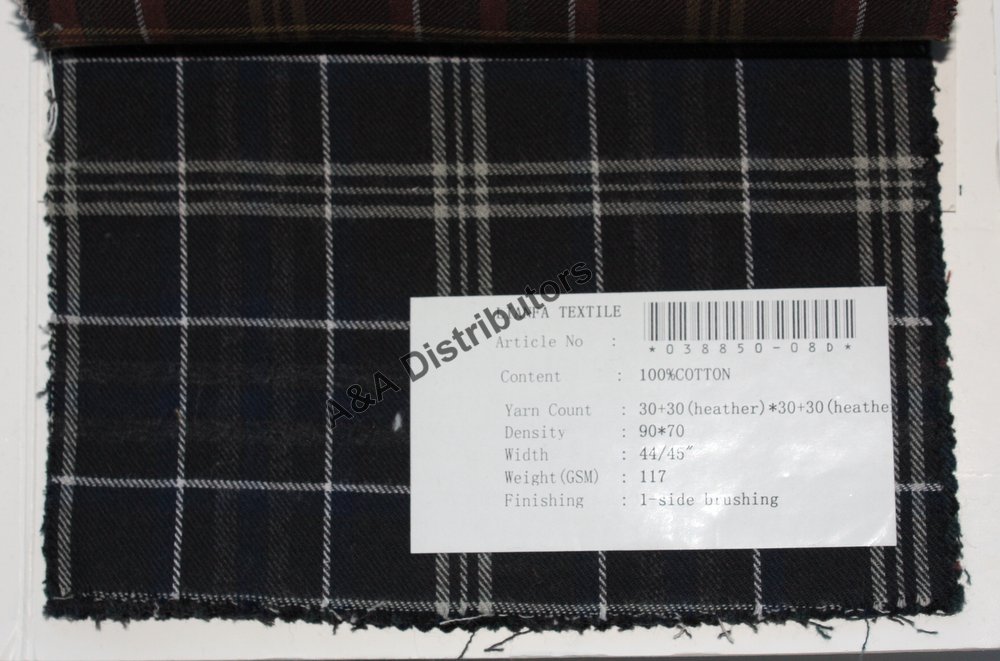 TEXTILE
*038850-08D*
Article No :
Content : 100%COTTON
Yarn Count : 30+30(heather)*30+30(heathe
Density : 90*70
Width : 44/45"
Weight(GSM) : 117
Finishing : 1-side brushing
A&A Distributors